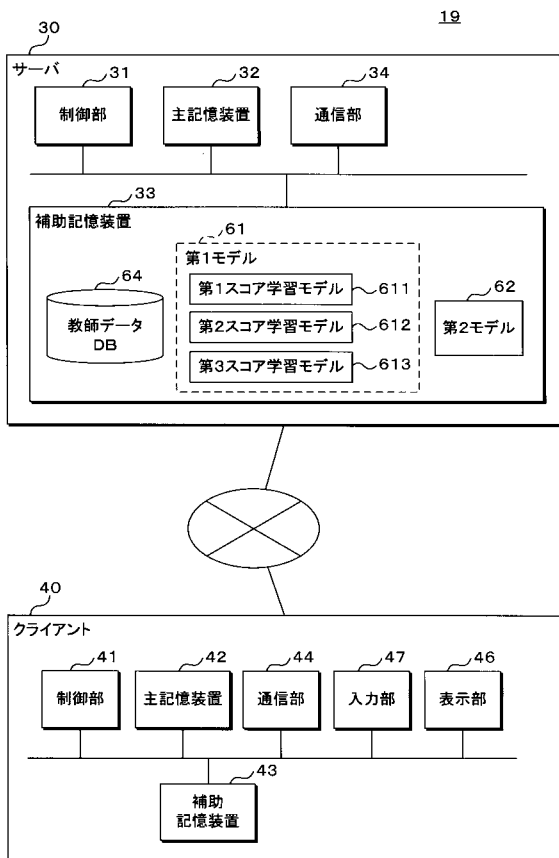 19
30
サーバ
31
32
34
制御部
主記憶装置
通信部
33
補助記憶装置
61
64
第1モデル
62
教師データ
DB
第1スコア学習モデル
611
第2スコア学習モデル
612
第3スコア学習モデル
613
第2モデル
40
クライアント
41
42
44
47
46
制御部
主記憶装置
通信部
入力部
表示部
43
補助
記憶装置